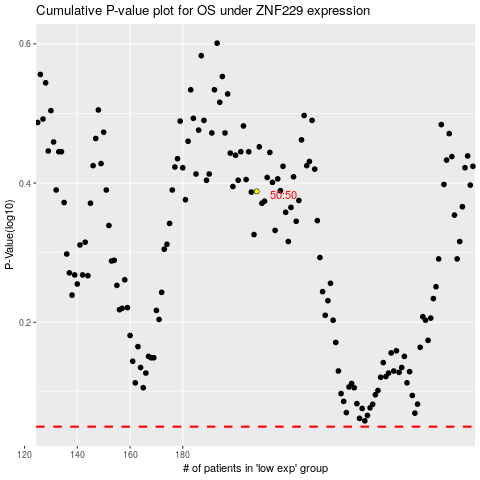 Cumulative P-value plot for OS under ZNF229 expression
P-Value(log10)
0.6
0.4
0.2
50:50
120 140 160 180
# of patients in 'low exp' group